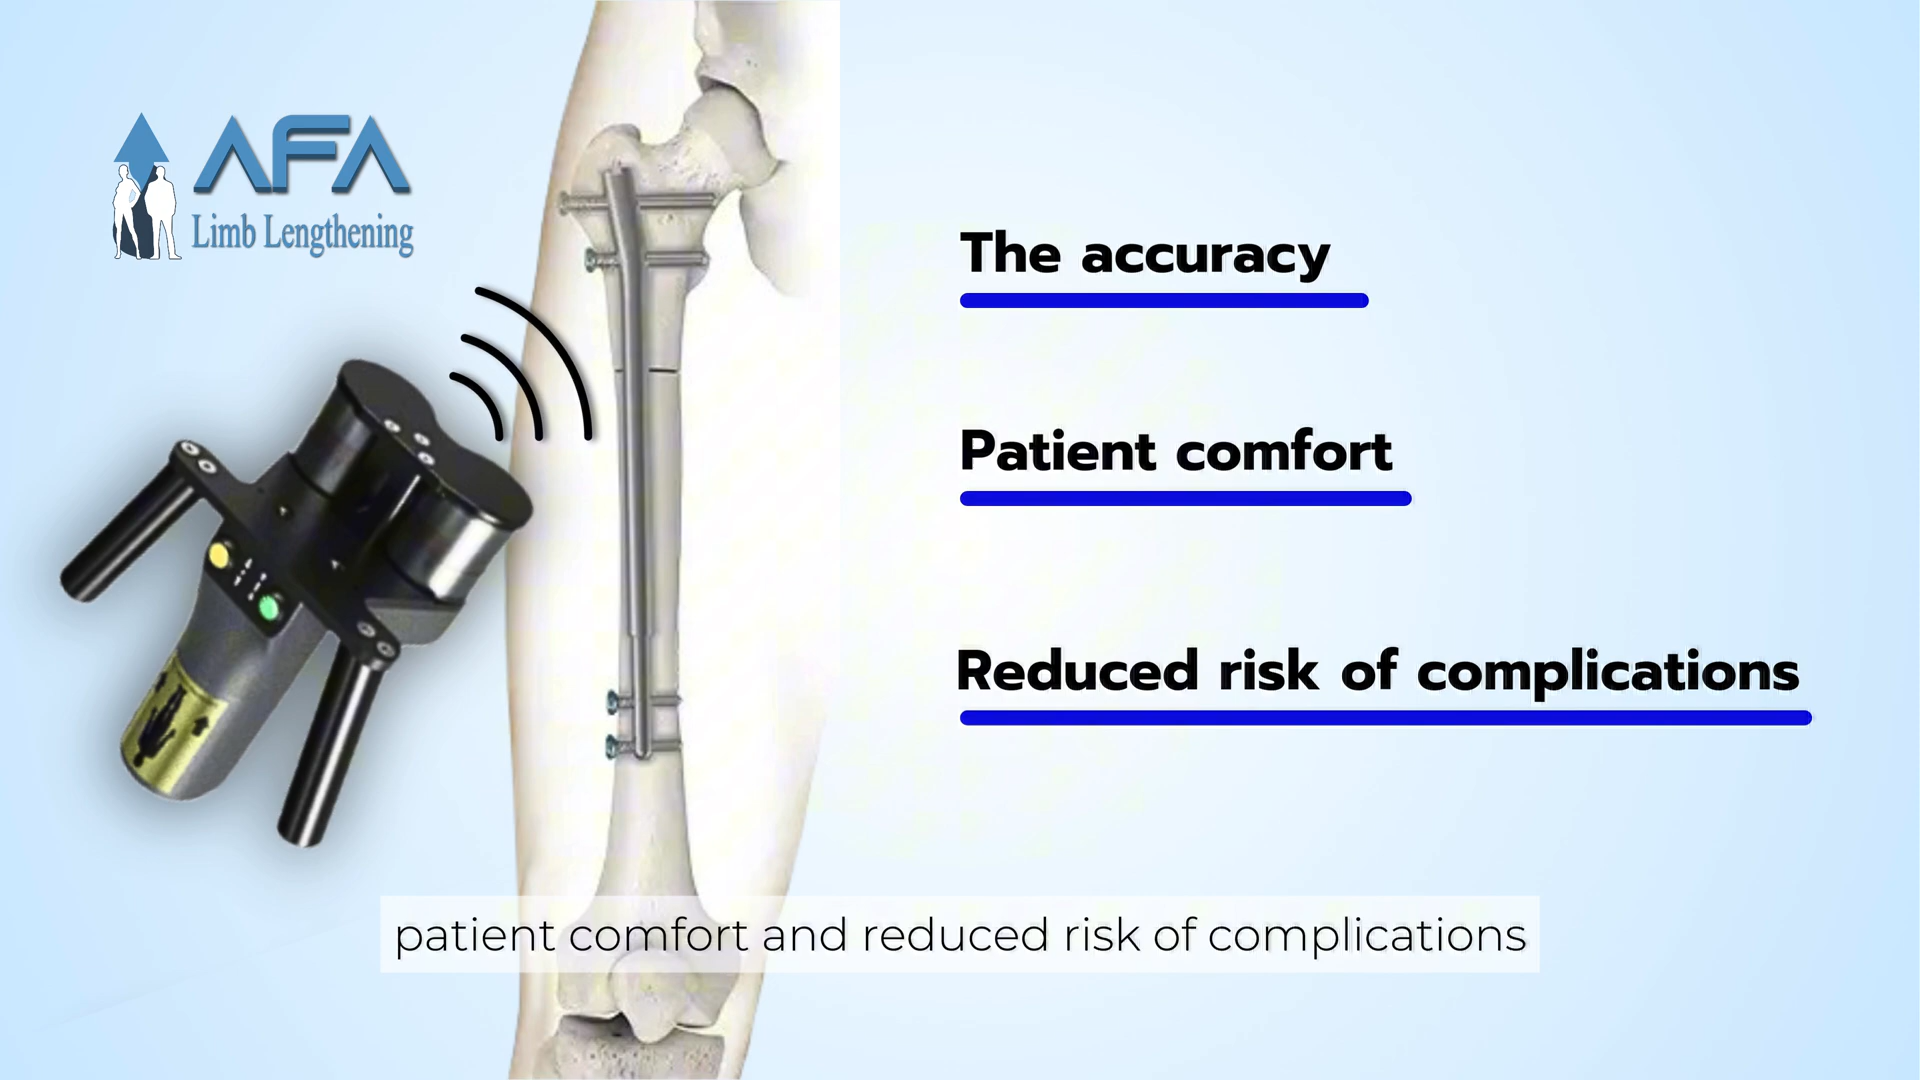 AFA
Limb Lengthening
The accuracy
Patient comfort
Reduced risk of complications
patient comfort and reduced risk of complications